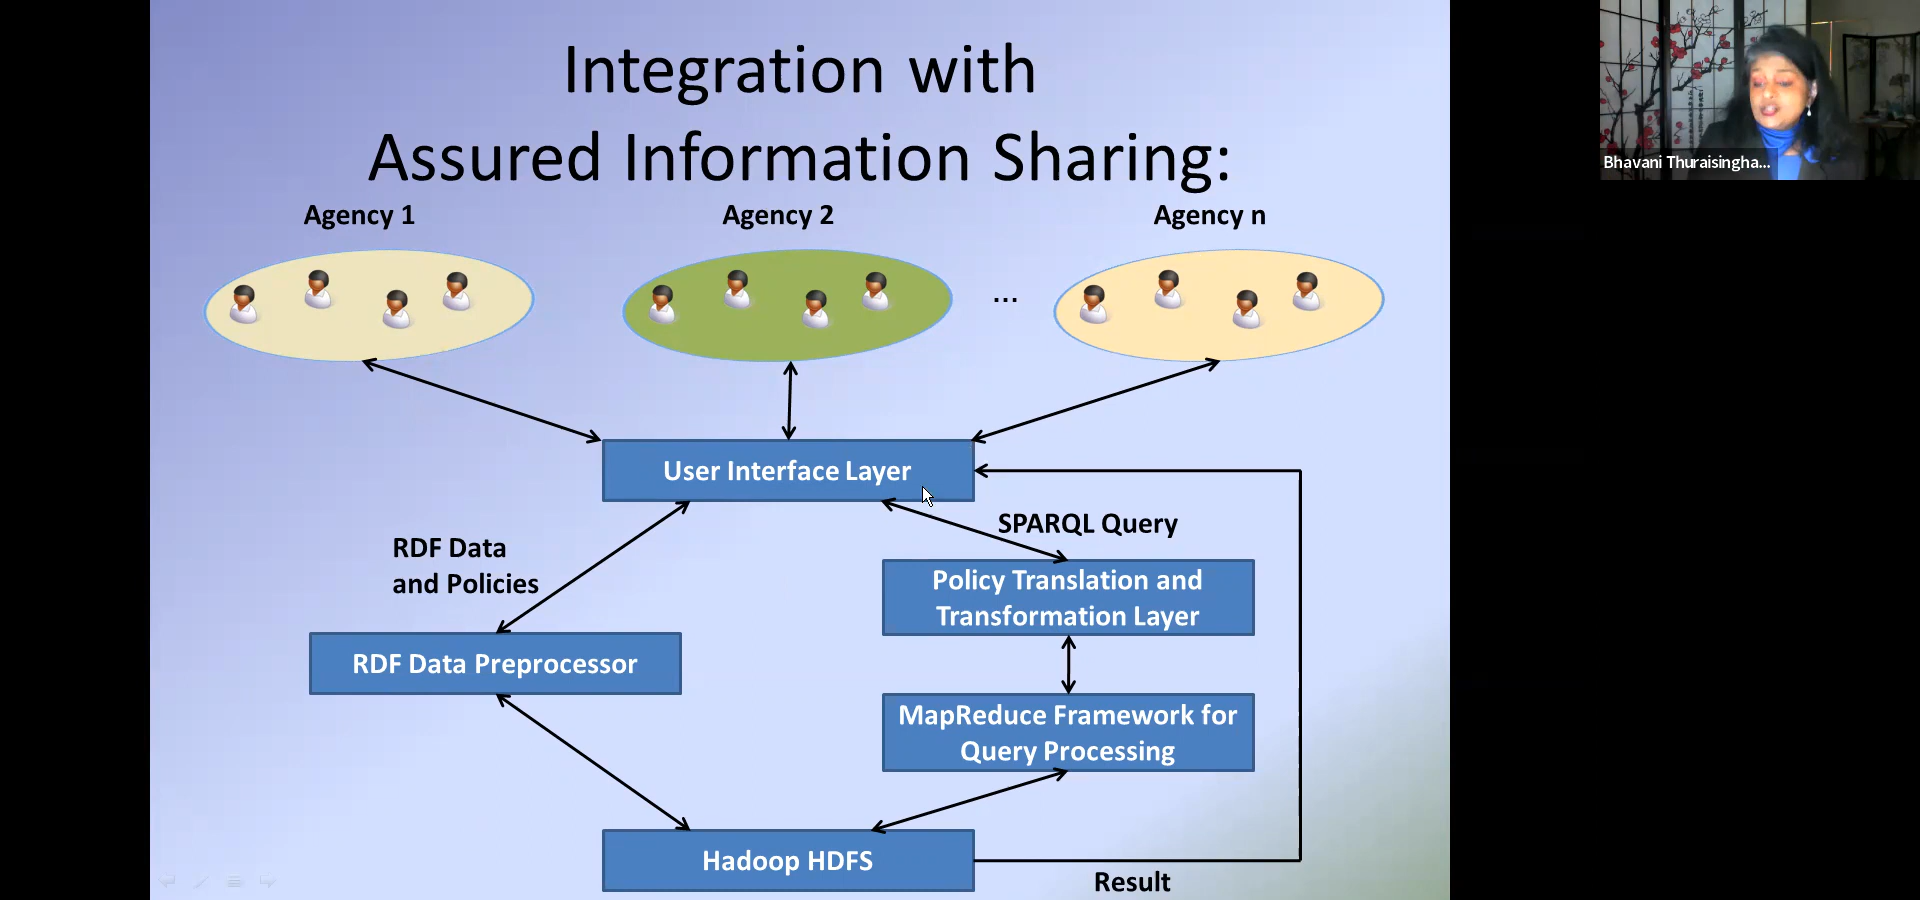 Integration with
Assured Information Sharing:
Agency 1
Agency 2
Agency n
...
User Interface Layer
SPARQL Query
RDF Data
and Policies
Policy Translation and
Transformation Layer
RDF Data Preprocessor
MapReduce Framework for
Query Processing
Hadoop HDFS
Result
Bhavani Thuraisingha...